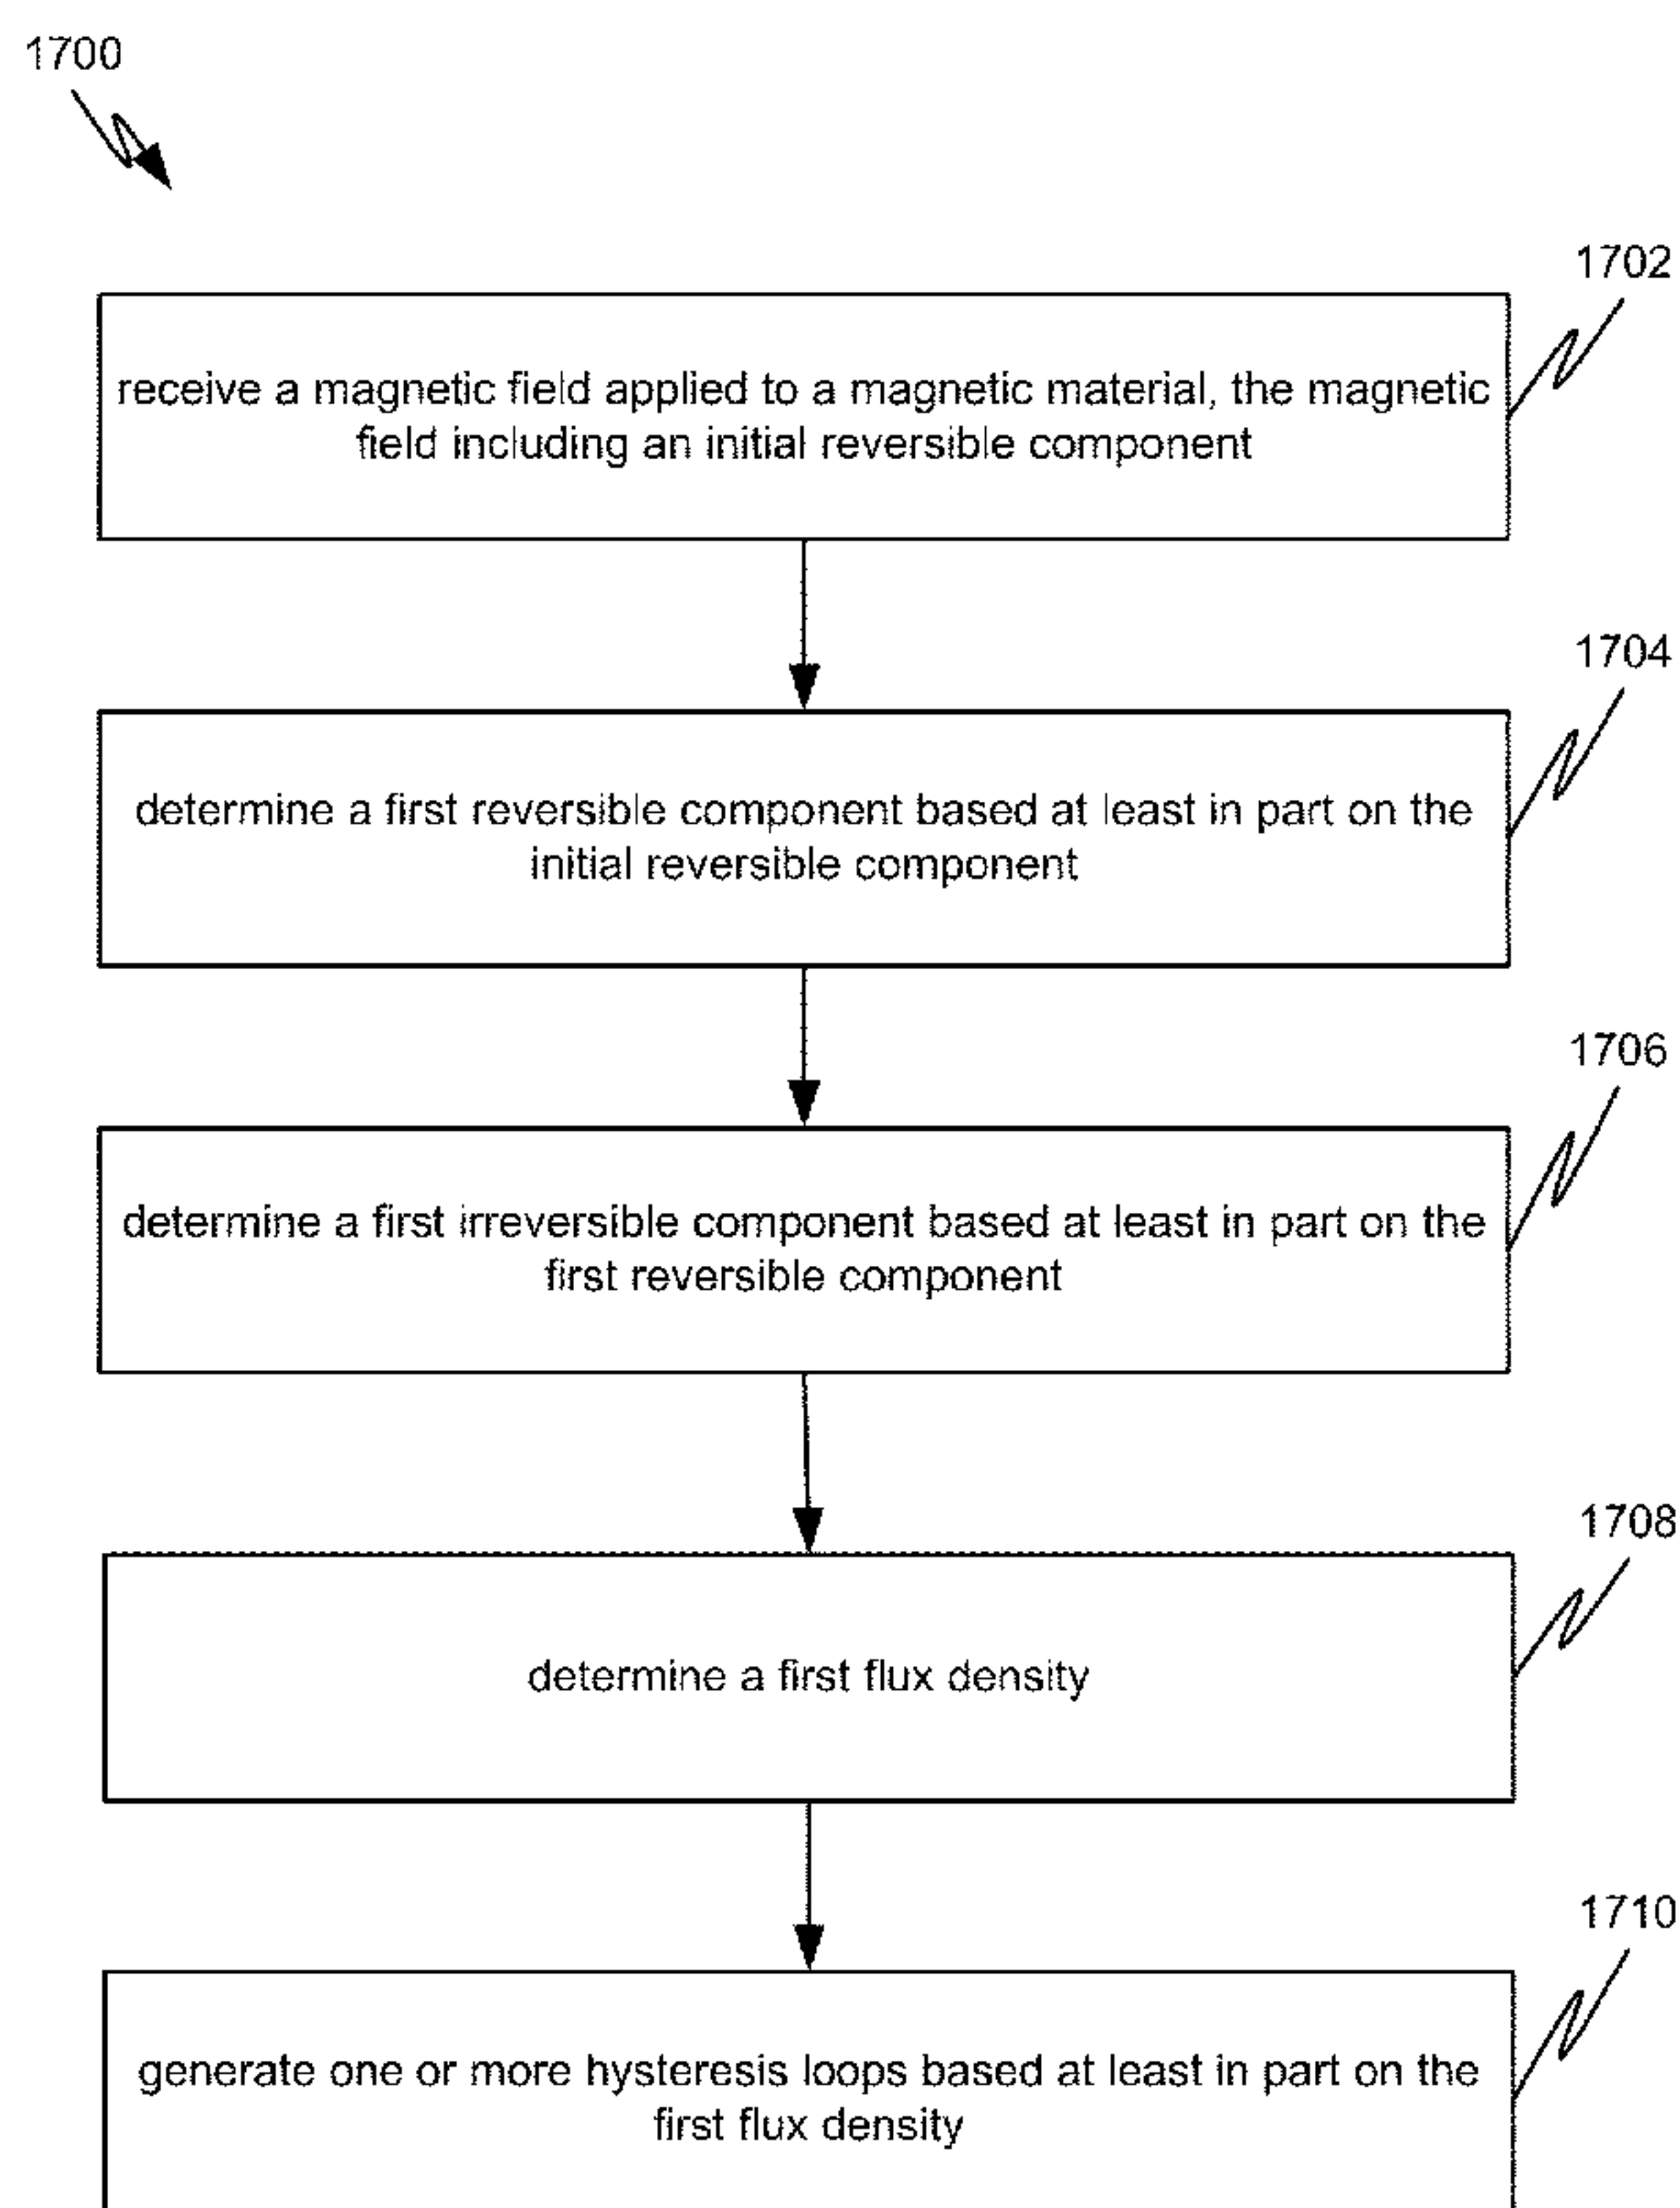 1700
1702
receive a magnetic field applied to a magnetic material, the magnetic
field including an initial reversible component
1704
determine a first reversible component based at least in part on the
initial reversible component
1706
determine a first irreversible component based at least in part on the
first reversible component
1708
determine a first flux density
1710
generate one or more hysteresis loops based at least in part on the
first flux density